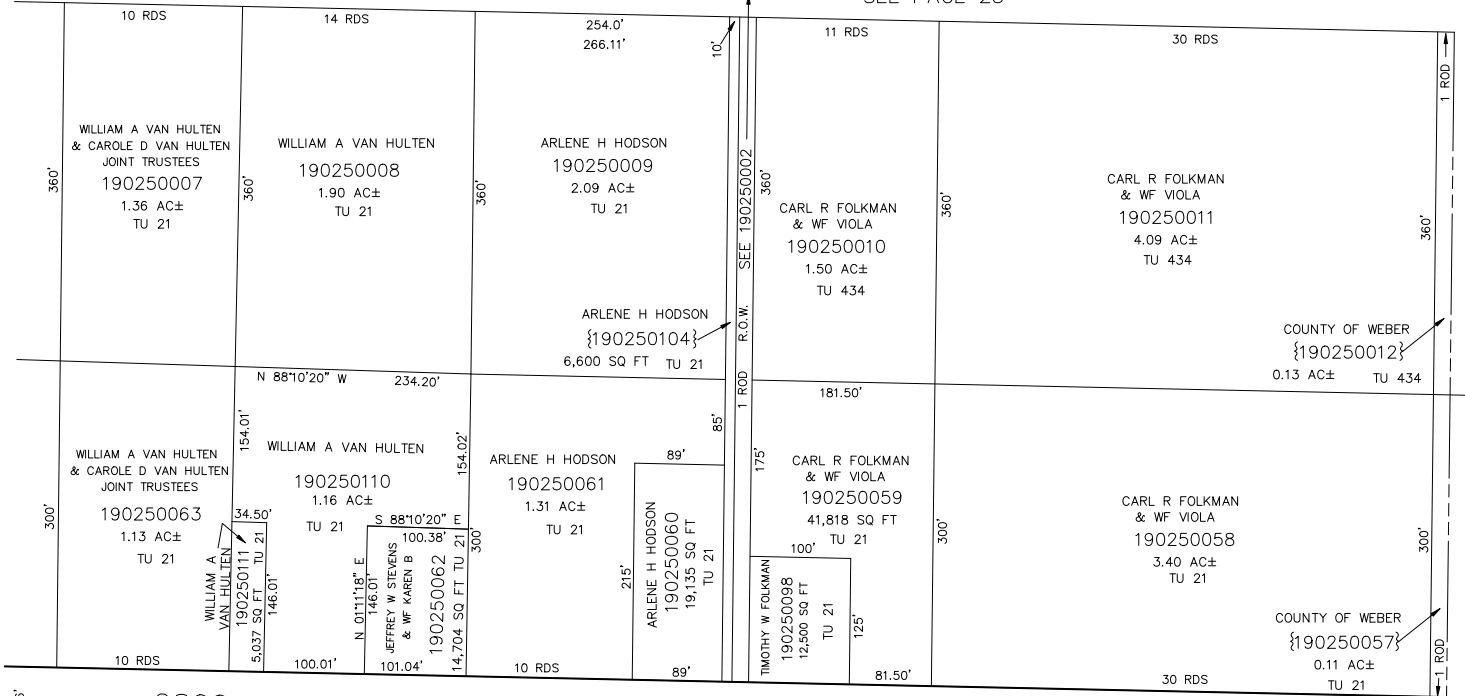 SEE PAGE 23
10 RDS
14 RDS
254.0'
266.11'
10'
11 RDS
30 RDS
1 ROD
WILLIAM A VAN HULTEN
& CAROLE D VAN HULTEN
JOINT TRUSTEES
190250007
1.36 AC±
TU 21
360'
WILLIAM A VAN HULTEN
190250008
1.90 AC±
TU 21
360'
ARLENE H HODSON
190250009
2.09 AC±
TU 21
360'
ARLENE H HODSON
{190250104}
6,600 SQ FT TU 21
1 ROD R.O.W. SEE 190250002
360'
CARL R FOLKMAN
& WF VIOLA
190250010
1.50 AC±
TU 434
360'
CARL R FOLKMAN
& WF VIOLA
190250011
4.09 AC±
TU 434
360'
COUNTY OF WEBER
{190250012}
0.13 AC± TU 434
N 88°10'20" W 234.20'
181.50'
WILLIAM A VAN HULTEN
& CAROLE D VAN HULTEN
JOINT TRUSTEES
190250063
1.13 AC±
TU 21
300'
154.01'
WILLIAM A VAN HULTEN
190250110
1.16 AC±
TU 21
154.02'
34.50'
WILLIAM A
VAN HULTEN
190250111
5,037 SQ FT TU 21
146.01'
S 88°10'20" E
100.38'
N 01°11'18" E
146.01'
JEFFREY W STEVENS
& WF KAREN B
190250062
14,704 SQ FT TU 21
300'
ARLENE H HODSON
190250061
1.31 AC±
TU 21
85'
89'
215'
ARLENE H HODSON
190250060
19,135 SQ FT
TU 21
175'
CARL R FOLKMAN
& WF VIOLA
190250059
41,818 SQ FT
TU 21
300'
100'
TIMOTHY W FOLKMAN
190250098
12,500 SQ FT
TU 21
125'
CARL R FOLKMAN
& WF VIOLA
190250058
3.40 AC±
TU 21
300'
COUNTY OF WEBER
{190250057}
0.11 AC±
TU 21
1 ROD
10 RDS
100.01'
101.04'
10 RDS
89'
81.50'
30 RDS